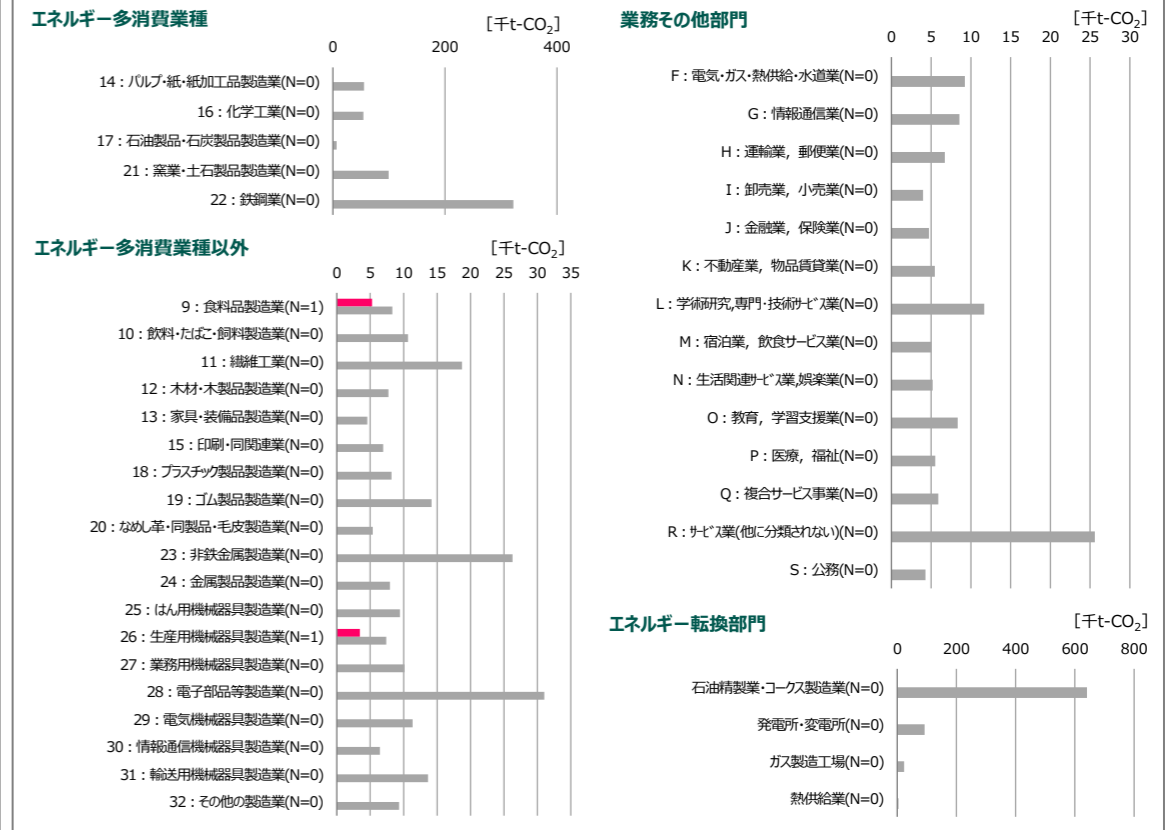 エネルギー多消費業種
[千t-CO₂]
0 200 400
14：パルプ・紙・紙加工品製造業(N=0)
16：化学工業(N=0)
17：石油製品・石炭製品製造業(N=0)
21：窯業・土石製品製造業(N=0)
22：鉄鋼業(N=0)
エネルギー多消費業種以外
[千t-CO₂]
0 5 10 15 20 25 30 35
9：食料品製造業(N=1)
10：飲料・たばこ・飼料製造業(N=0)
11：繊維工業(N=0)
12：木材・木製品製造業(N=0)
13：家具・装備品製造業(N=0)
15：印刷・同関連業(N=0)
18：プラスチック製品製造業(N=0)
19：ゴム製品製造業(N=0)
20：なめし革・同製品・毛皮製造業(N=0)
23：非鉄金属製造業(N=0)
24：金属製品製造業(N=0)
25：はん用機械器具製造業(N=0)
26：生産用機械器具製造業(N=1)
27：業務用機械器具製造業(N=0)
28：電子部品等製造業(N=0)
29：電気機械器具製造業(N=0)
30：情報通信機械器具製造業(N=0)
31：輸送用機械器具製造業(N=0)
32：その他の製造業(N=0)
業務その他部門
[千t-CO₂]
0 5 10 15 20 25 30
F：電気・ガス・熱供給・水道業(N=0)
G：情報通信業(N=0)
H：運輸業，郵便業(N=0)
I：卸売業，小売業(N=0)
J：金融業，保険業(N=0)
K：不動産業，物品賃貸業(N=0)
L：学術研究,専門・技術ｻｰﾋﾞｽ業(N=0)
M：宿泊業，飲食サービス業(N=0)
N：生活関連ｻｰﾋﾞｽ業,娯楽業(N=0)
O：教育，学習支援業(N=0)
P：医療，福祉(N=0)
Q：複合サービス事業(N=0)
R：ｻｰﾋﾞｽ業(他に分類されない)(N=0)
S：公務(N=0)
エネルギー転換部門
[千t-CO₂]
0 200 400 600 800
石油精製業・コークス製造業(N=0)
発電所・変電所(N=0)
ガス製造工場(N=0)
熱供給業(N=0)